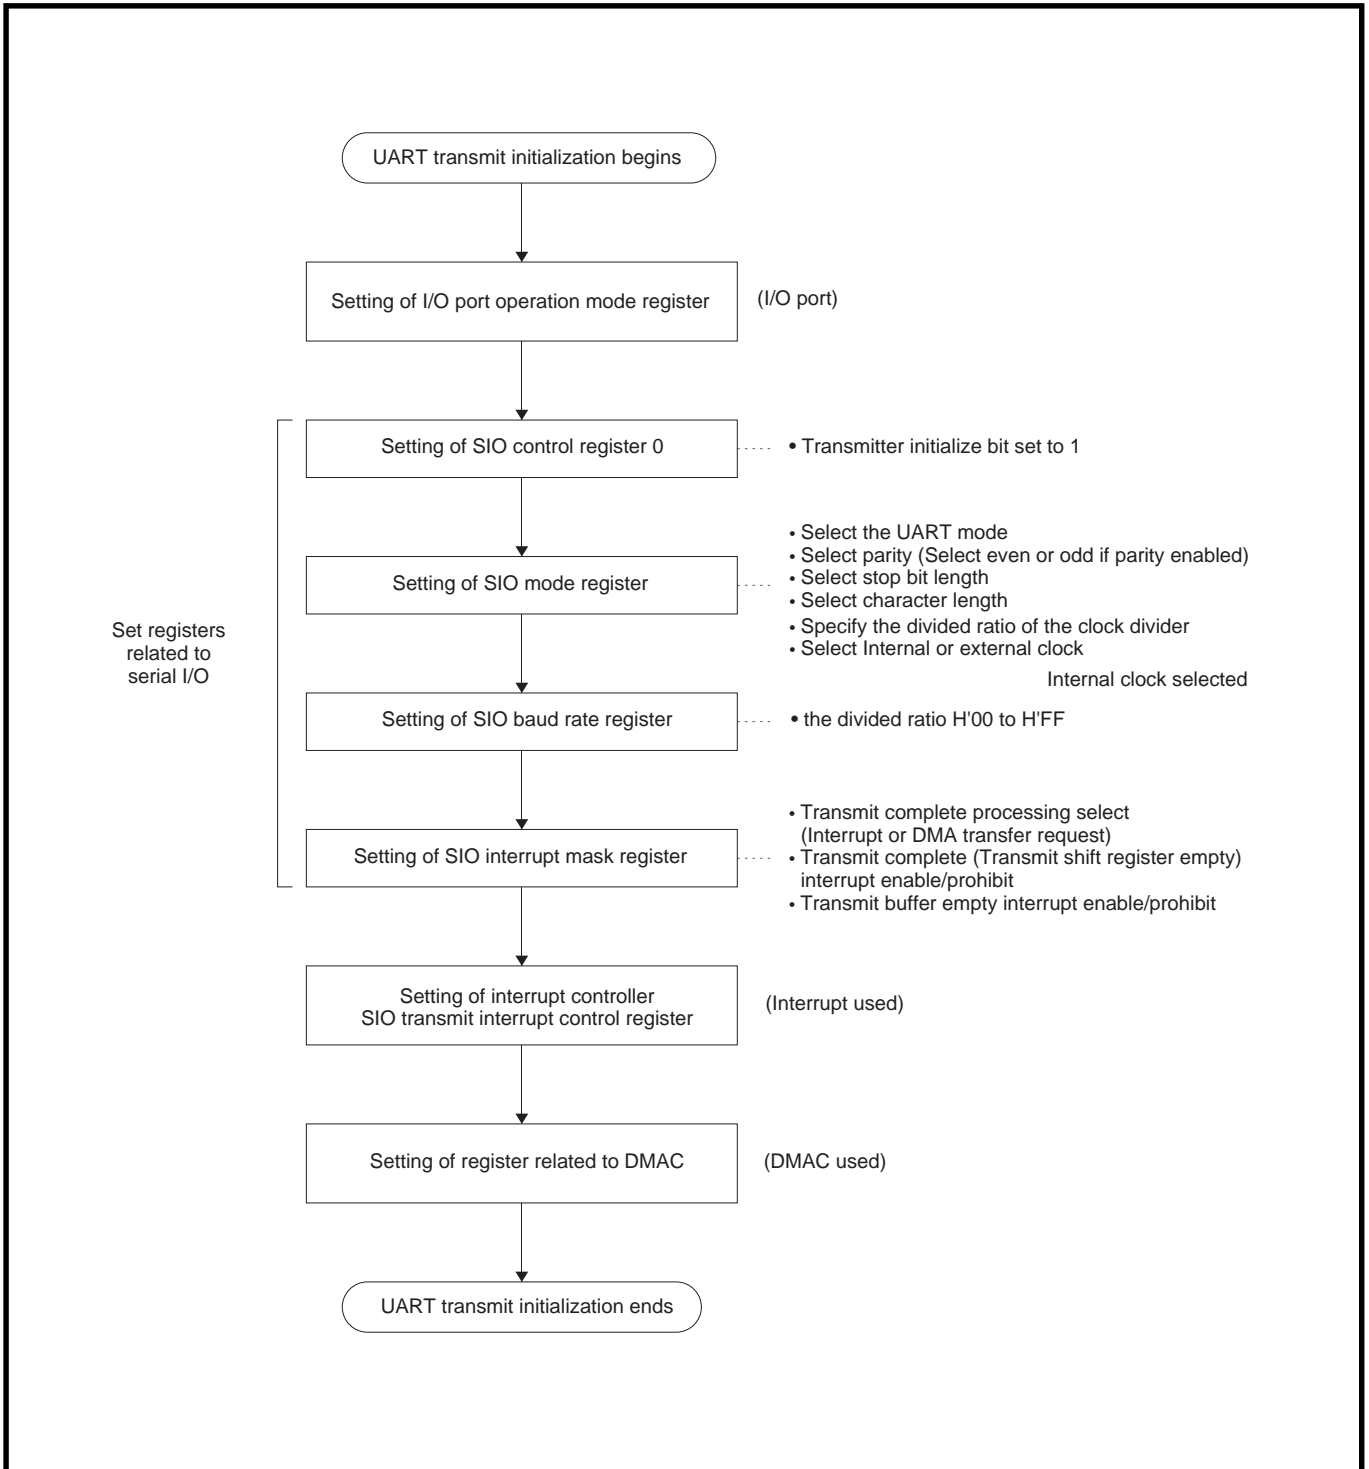 UART transmit initialization begins
Setting of I/O port operation mode register
(I/O port)
Setting of SIO control register 0
• Transmitter initialize bit set to 1
Set registers
related to
serial I/O
Setting of SIO mode register
• Select the UART mode
• Select parity (Select even or odd if parity enabled)
• Select stop bit length
• Select character length
• Specify the divided ratio of the clock divider
• Select Internal or external clock
Internal clock selected
Setting of SIO baud rate register
• the divided ratio H'00 to H'FF
Setting of SIO interrupt mask register
• Transmit complete processing select
(Interrupt or DMA transfer request)
• Transmit complete (Transmit shift register empty)
interrupt enable/prohibit
• Transmit buffer empty interrupt enable/prohibit
Setting of interrupt controller
SIO transmit interrupt control register
(Interrupt used)
Setting of register related to DMAC
(DMAC used)
UART transmit initialization ends